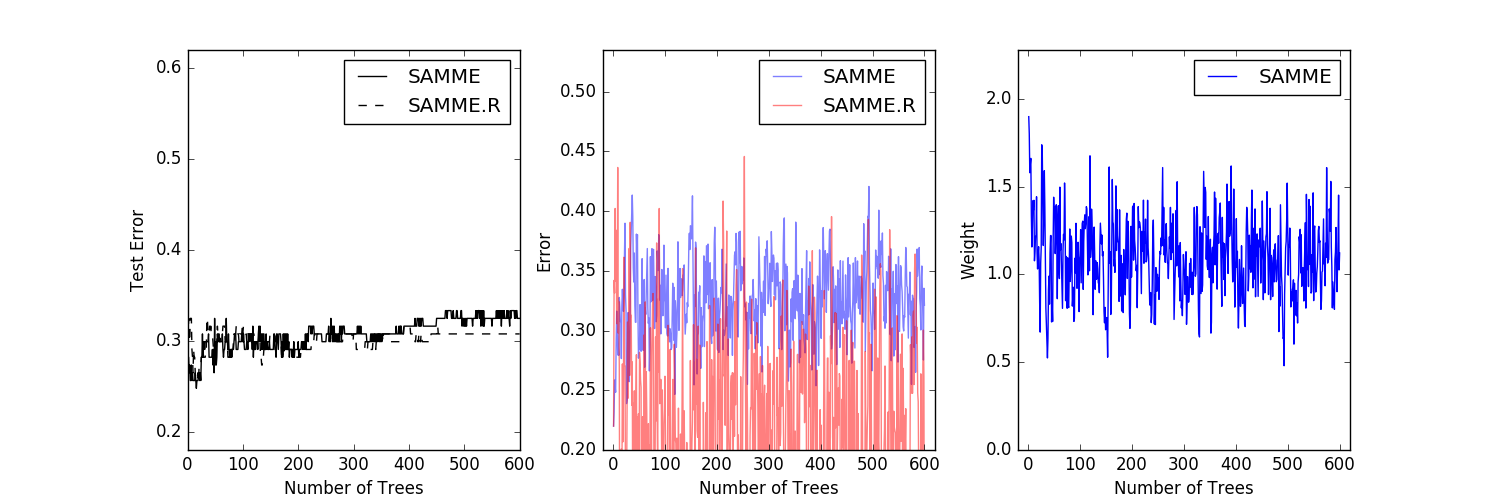 0.6
0.5
0.4
0.3
0.2
Test Error
SAMME
SAMME.R
0 100 200 300 400 500 600
Number of Trees
0.50
0.45
0.40
0.35
0.30
0.25
0.20
Error
SAMME
SAMME.R
0 100 200 300 400 500 600
Number of Trees
2.0
1.5
1.0
0.5
0.0
Weight
SAMME
0 100 200 300 400 500 600
Number of Trees